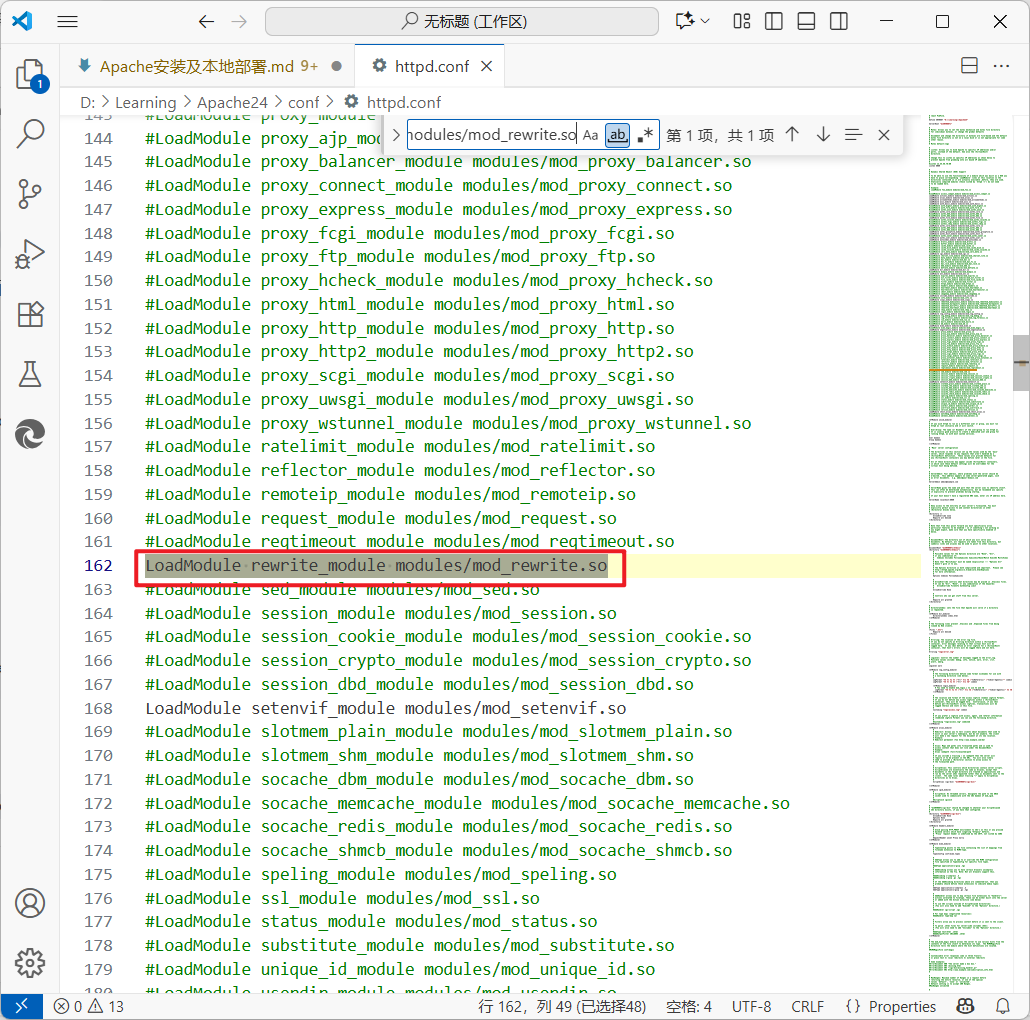 无标题 (工作区)
Apache安装及本地部署.md 9+
httpd.conf
D: > Learning > Apache24 > conf > httpd.conf
1
nodules/mod_rewrite.so Aa ab .* 第 1 项，共 1 项
143 #LoadModule proxy_module
144 #LoadModule proxy_ajp_mo
145 #LoadModule proxy_balancer_module modules/mod_proxy_balancer.so
146 #LoadModule proxy_connect_module modules/mod_proxy_connect.so
147 #LoadModule proxy_express_module modules/mod_proxy_express.so
148 #LoadModule proxy_fcgi_module modules/mod_proxy_fcgi.so
149 #LoadModule proxy_ftp_module modules/mod_proxy_ftp.so
150 #LoadModule proxy_hcheck_module modules/mod_proxy_hcheck.so
151 #LoadModule proxy_html_module modules/mod_proxy_html.so
152 #LoadModule proxy_http_module modules/mod_proxy_http.so
153 #LoadModule proxy_http2_module modules/mod_proxy_http2.so
154 #LoadModule proxy_scgi_module modules/mod_proxy_scgi.so
155 #LoadModule proxy_uwsgi_module modules/mod_proxy_uwsgi.so
156 #LoadModule proxy_wstunnel_module modules/mod_proxy_wstunnel.so
157 #LoadModule ratelimit_module modules/mod_ratelimit.so
158 #LoadModule reflector_module modules/mod_reflector.so
159 #LoadModule remoteip_module modules/mod_remoteip.so
160 #LoadModule request_module modules/mod_request.so
161 #LoadModule reqtimeout_module modules/mod_reqtimeout.so
162 LoadModule rewrite_module modules/mod_rewrite.so
163 #LoadModule sed_module modules/mod_sed.so
164 #LoadModule session_module modules/mod_session.so
165 #LoadModule session_cookie_module modules/mod_session_cookie.so
166 #LoadModule session_crypto_module modules/mod_session_crypto.so
167 #LoadModule session_dbd_module modules/mod_session_dbd.so
168 LoadModule setenvif_module modules/mod_setenvif.so
169 #LoadModule slotmem_plain_module modules/mod_slotmem_plain.so
170 #LoadModule slotmem_shm_module modules/mod_slotmem_shm.so
171 #LoadModule socache_dbm_module modules/mod_socache_dbm.so
172 #LoadModule socache_memcache_module modules/mod_socache_memcache.so
173 #LoadModule socache_redis_module modules/mod_socache_redis.so
174 #LoadModule socache_shmcb_module modules/mod_socache_shmcb.so
175 #LoadModule speling_module modules/mod_speling.so
176 #LoadModule ssl_module modules/mod_ssl.so
177 #LoadModule status_module modules/mod_status.so
178 #LoadModule substitute_module modules/mod_substitute.so
179 #LoadModule unique_id_module modules/mod_unique_id.so
180 #LoadModule userdir_module modules/mod_userdir.so
0 13 行 162，列 49 (已选择48) 空格: 4 UTF-8 CRLF {} Properties